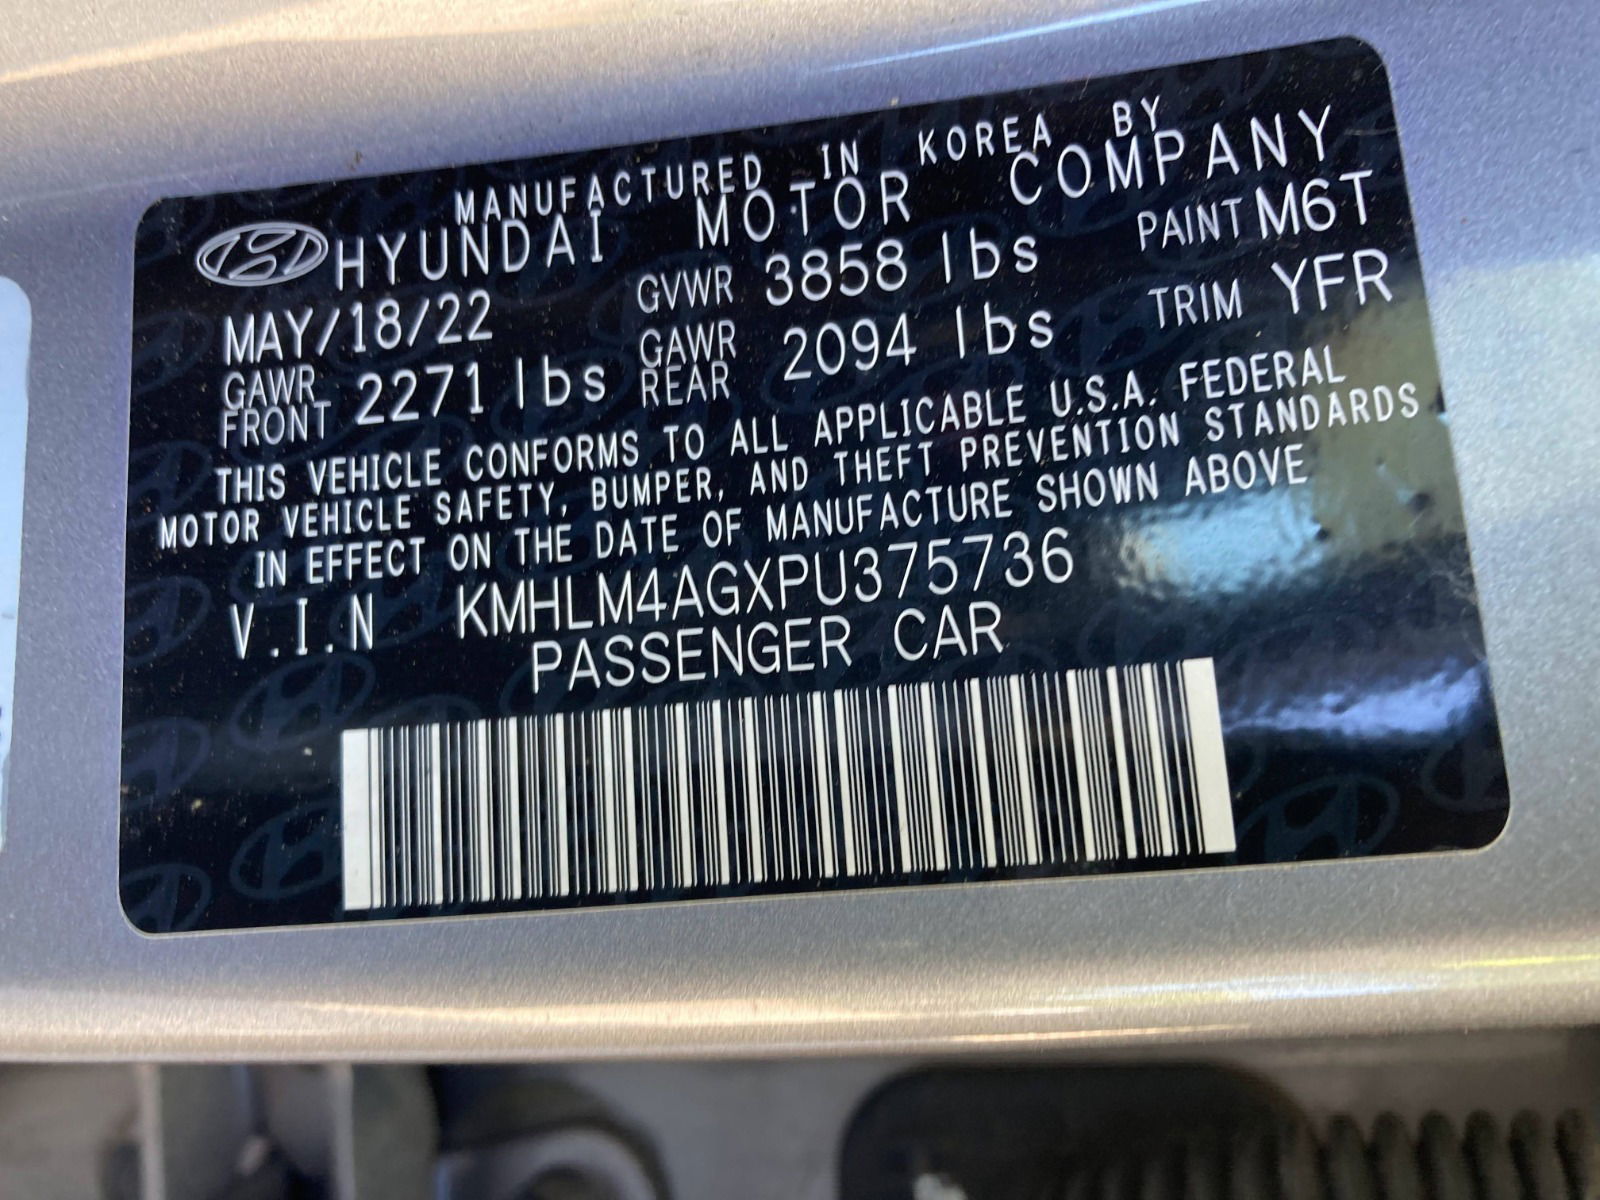 MANUFACTURED IN KOREA BY
HYUNDAI MOTOR COMPANY
MAY/18/22 GVWR 3858 lbs PAINT M6T
GAWR FRONT 2271 lbs GAWR REAR 2094 lbs TRIM YFR
THIS VEHICLE CONFORMS TO ALL APPLICABLE U.S.A. FEDERAL
MOTOR VEHICLE SAFETY, BUMPER, AND THEFT PREVENTION STANDARDS
IN EFFECT ON THE DATE OF MANUFACTURE SHOWN ABOVE
V.I.N KMHLM4AGXPU375736
PASSENGER CAR